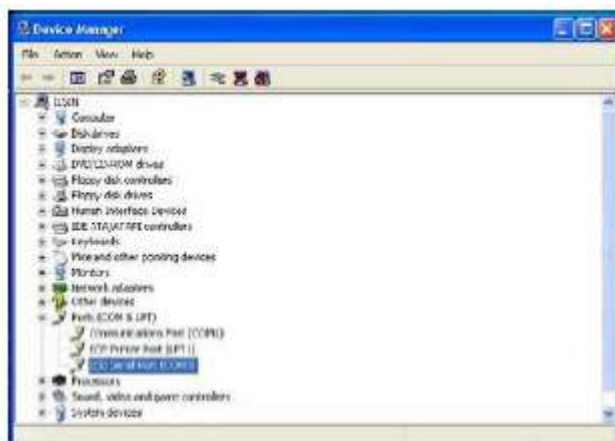 Device Manager
File Action View Help
Computer
Disk drives
Display adapters
DVD/CD-ROM drives
Floppy disk controllers
Floppy disk drives
Human Interface Devices
IDE ATA/ATAPI controllers
Keyboards
Mice and other pointing devices
Monitors
Network adapters
Other devices
Ports (COM & LPT)
Communications Port (COM1)
ECP Printer Port (LPT1)
Serial Port
Processors
Sound, video and game controllers
System devices